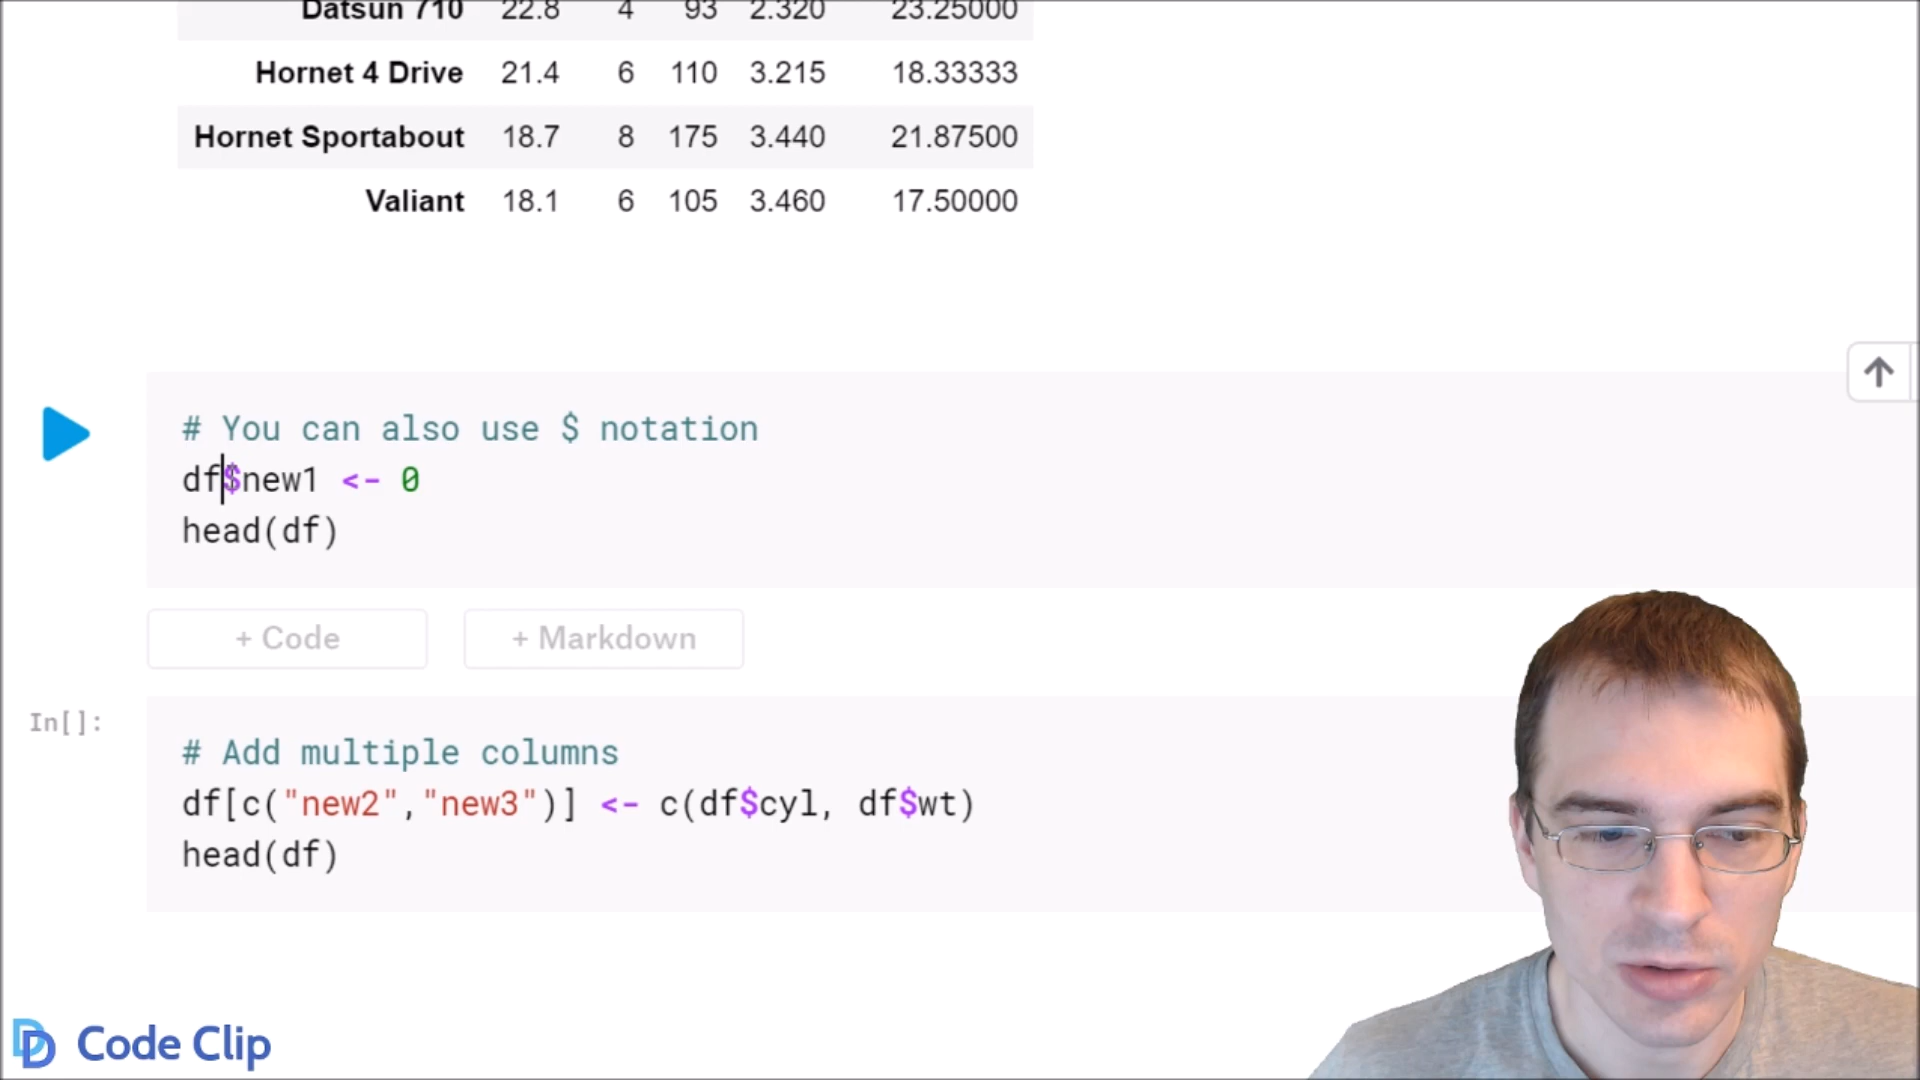 Datsun 710 22.8 4 93 2.320 23.25000
Hornet 4 Drive 21.4 6 110 3.215 18.33333
Hornet Sportabout 18.7 8 175 3.440 21.87500
Valiant 18.1 6 105 3.460 17.50000
# You can also use $ notation
df$new1 <- 0
head(df)
+ Code + Markdown
In[]:
# Add multiple columns
df[c("new2","new3")] <- c(df$cyl, df$wt)
head(df)
Code Clip